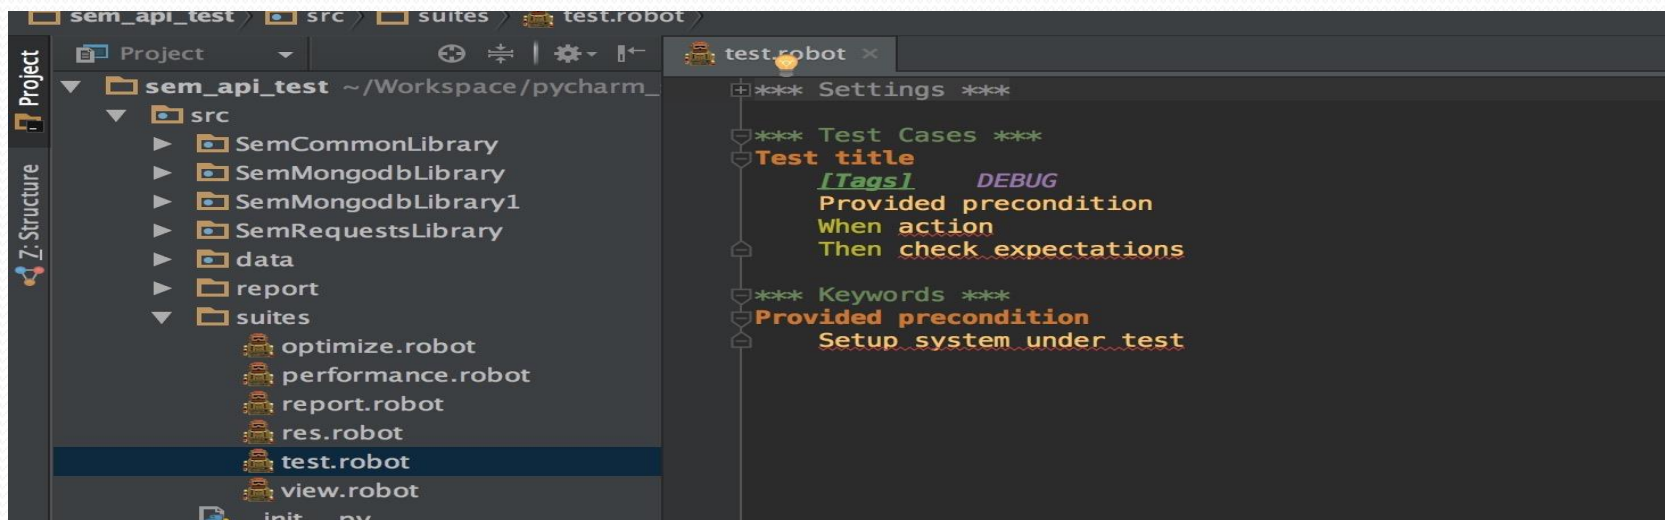 sem_api_test src suites test.robot
Project
Project
Z: Structure
sem_api_test ~/Workspace/pycharm_
src
SemCommonLibrary
SemMongodbLibrary
SemMongodbLibrary1
SemRequestsLibrary
data
report
suites
optimize.robot
performance.robot
report.robot
res.robot
test.robot
view.robot
test.robot
*** Settings ***
*** Test Cases ***
Test title
[Tags] DEBUG
Provided precondition
When action
Then check expectations
*** Keywords ***
Provided precondition
Setup system under test